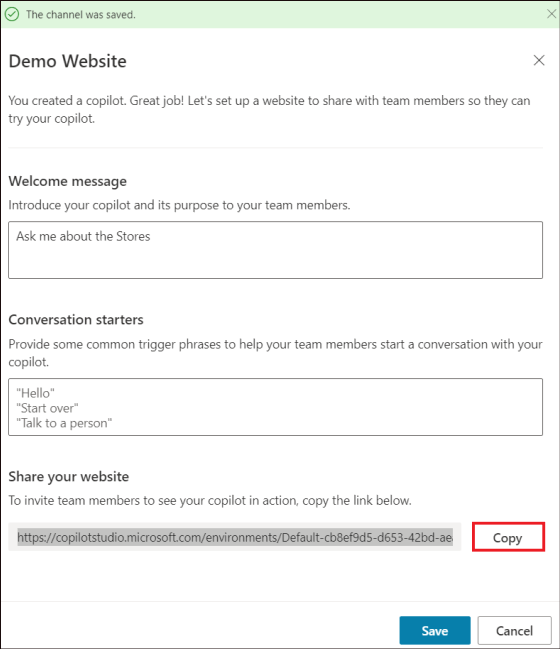 The channel was saved.
Demo Website
You created a copilot. Great job! Let's set up a website to share with team members so they can
try your copilot.
Welcome message
Introduce your copilot and its purpose to your team members.
Ask me about the Stores
Conversation starters
Provide some common trigger phrases to help your team members start a conversation with your
copilot.
"Hello"
"Start over"
"Talk to a person"
Share your website
To invite team members to see your copilot in action, copy the link below.
https://copilotstudio.microsoft.com/environments/Default-cb8ef9d5-d653-42bd-ae
Copy
Save
Cancel